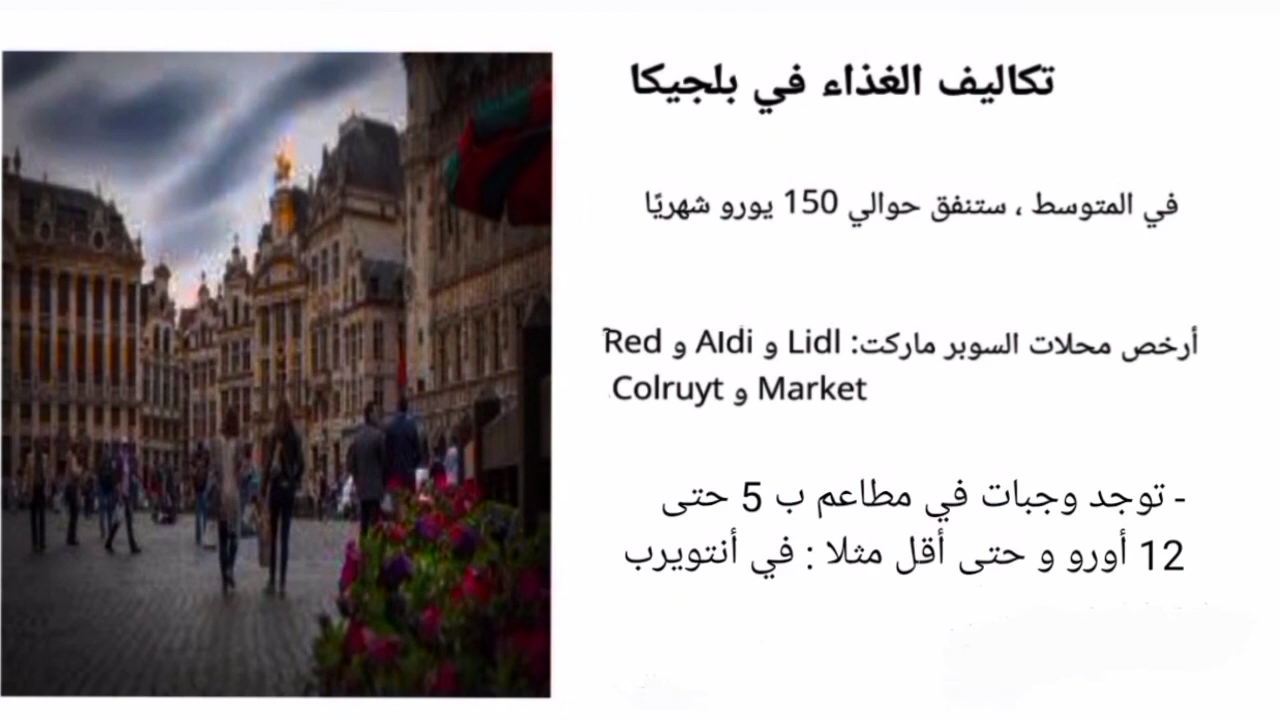 تكاليف الغذاء في بلجيكا
في المتوسط ، ستنفق حوالي 150 يورو شهريًا
أرخص محلات السوبر ماركت: Lidl و Aldi و Red
Market و Colruyt
- توجد وجبات في مطاعم ب 5 حتى
12 أورو و حتى أقل مثلا : في أنتويرب